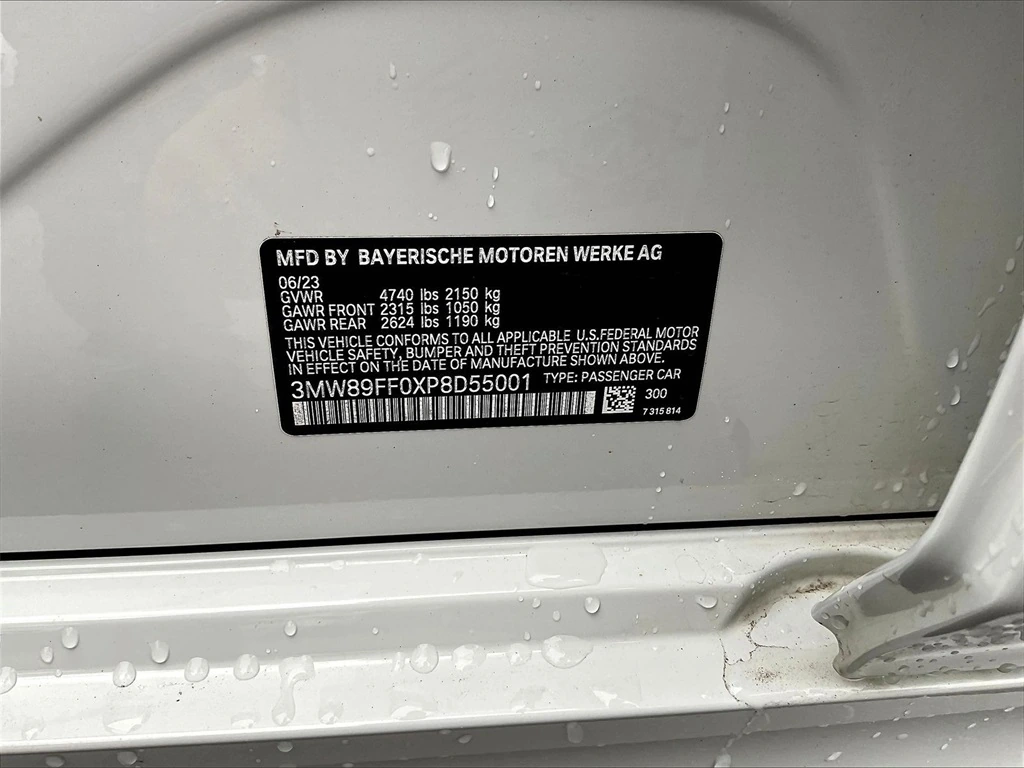 MFD BY BAYERISCHE MOTOREN WERKE AG
06/23
GVWR 4740 lbs 2150 kg
GAWR FRONT 2315 lbs 1050 kg
GAWR REAR 2624 lbs 1190 kg
THIS VEHICLE CONFORMS TO ALL APPLICABLE U.S.FEDERAL MOTOR
VEHICLE SAFETY, BUMPER AND THEFT PREVENTION STANDARDS
IN EFFECT ON THE DATE OF MANUFACTURE SHOWN ABOVE.
3MW89FF0XP8D55001 TYPE: PASSENGER CAR
300
7 315 814